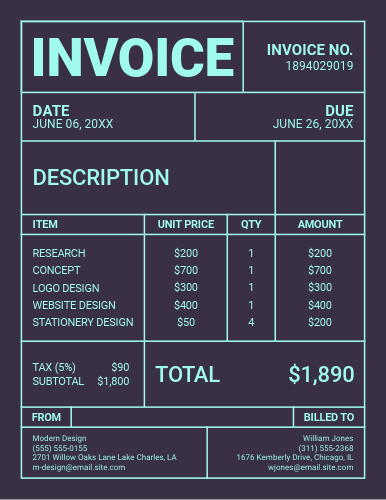 INVOICE
INVOICE NO.
1894029019
DATE
JUNE 06, 20XX
DUE
JUNE 26, 20XX
DESCRIPTION
ITEM UNIT PRICE QTY AMOUNT
RESEARCH $200 1 $200
CONCEPT $700 1 $700
LOGO DESIGN $300 1 $300
WEBSITE DESIGN $400 1 $400
STATIONERY DESIGN $50 4 $200
TAX (5%) $90
SUBTOTAL $1,800
TOTAL $1,890
FROM
BILLED TO
Modern Design
(555) 555-0155
2701 Willow Oaks Lane Lake Charles, LA
m-design@email.site.com
William Jones
(311) 555-2368
1676 Kemberly Drive, Chicago, IL
wjones@email.site.com